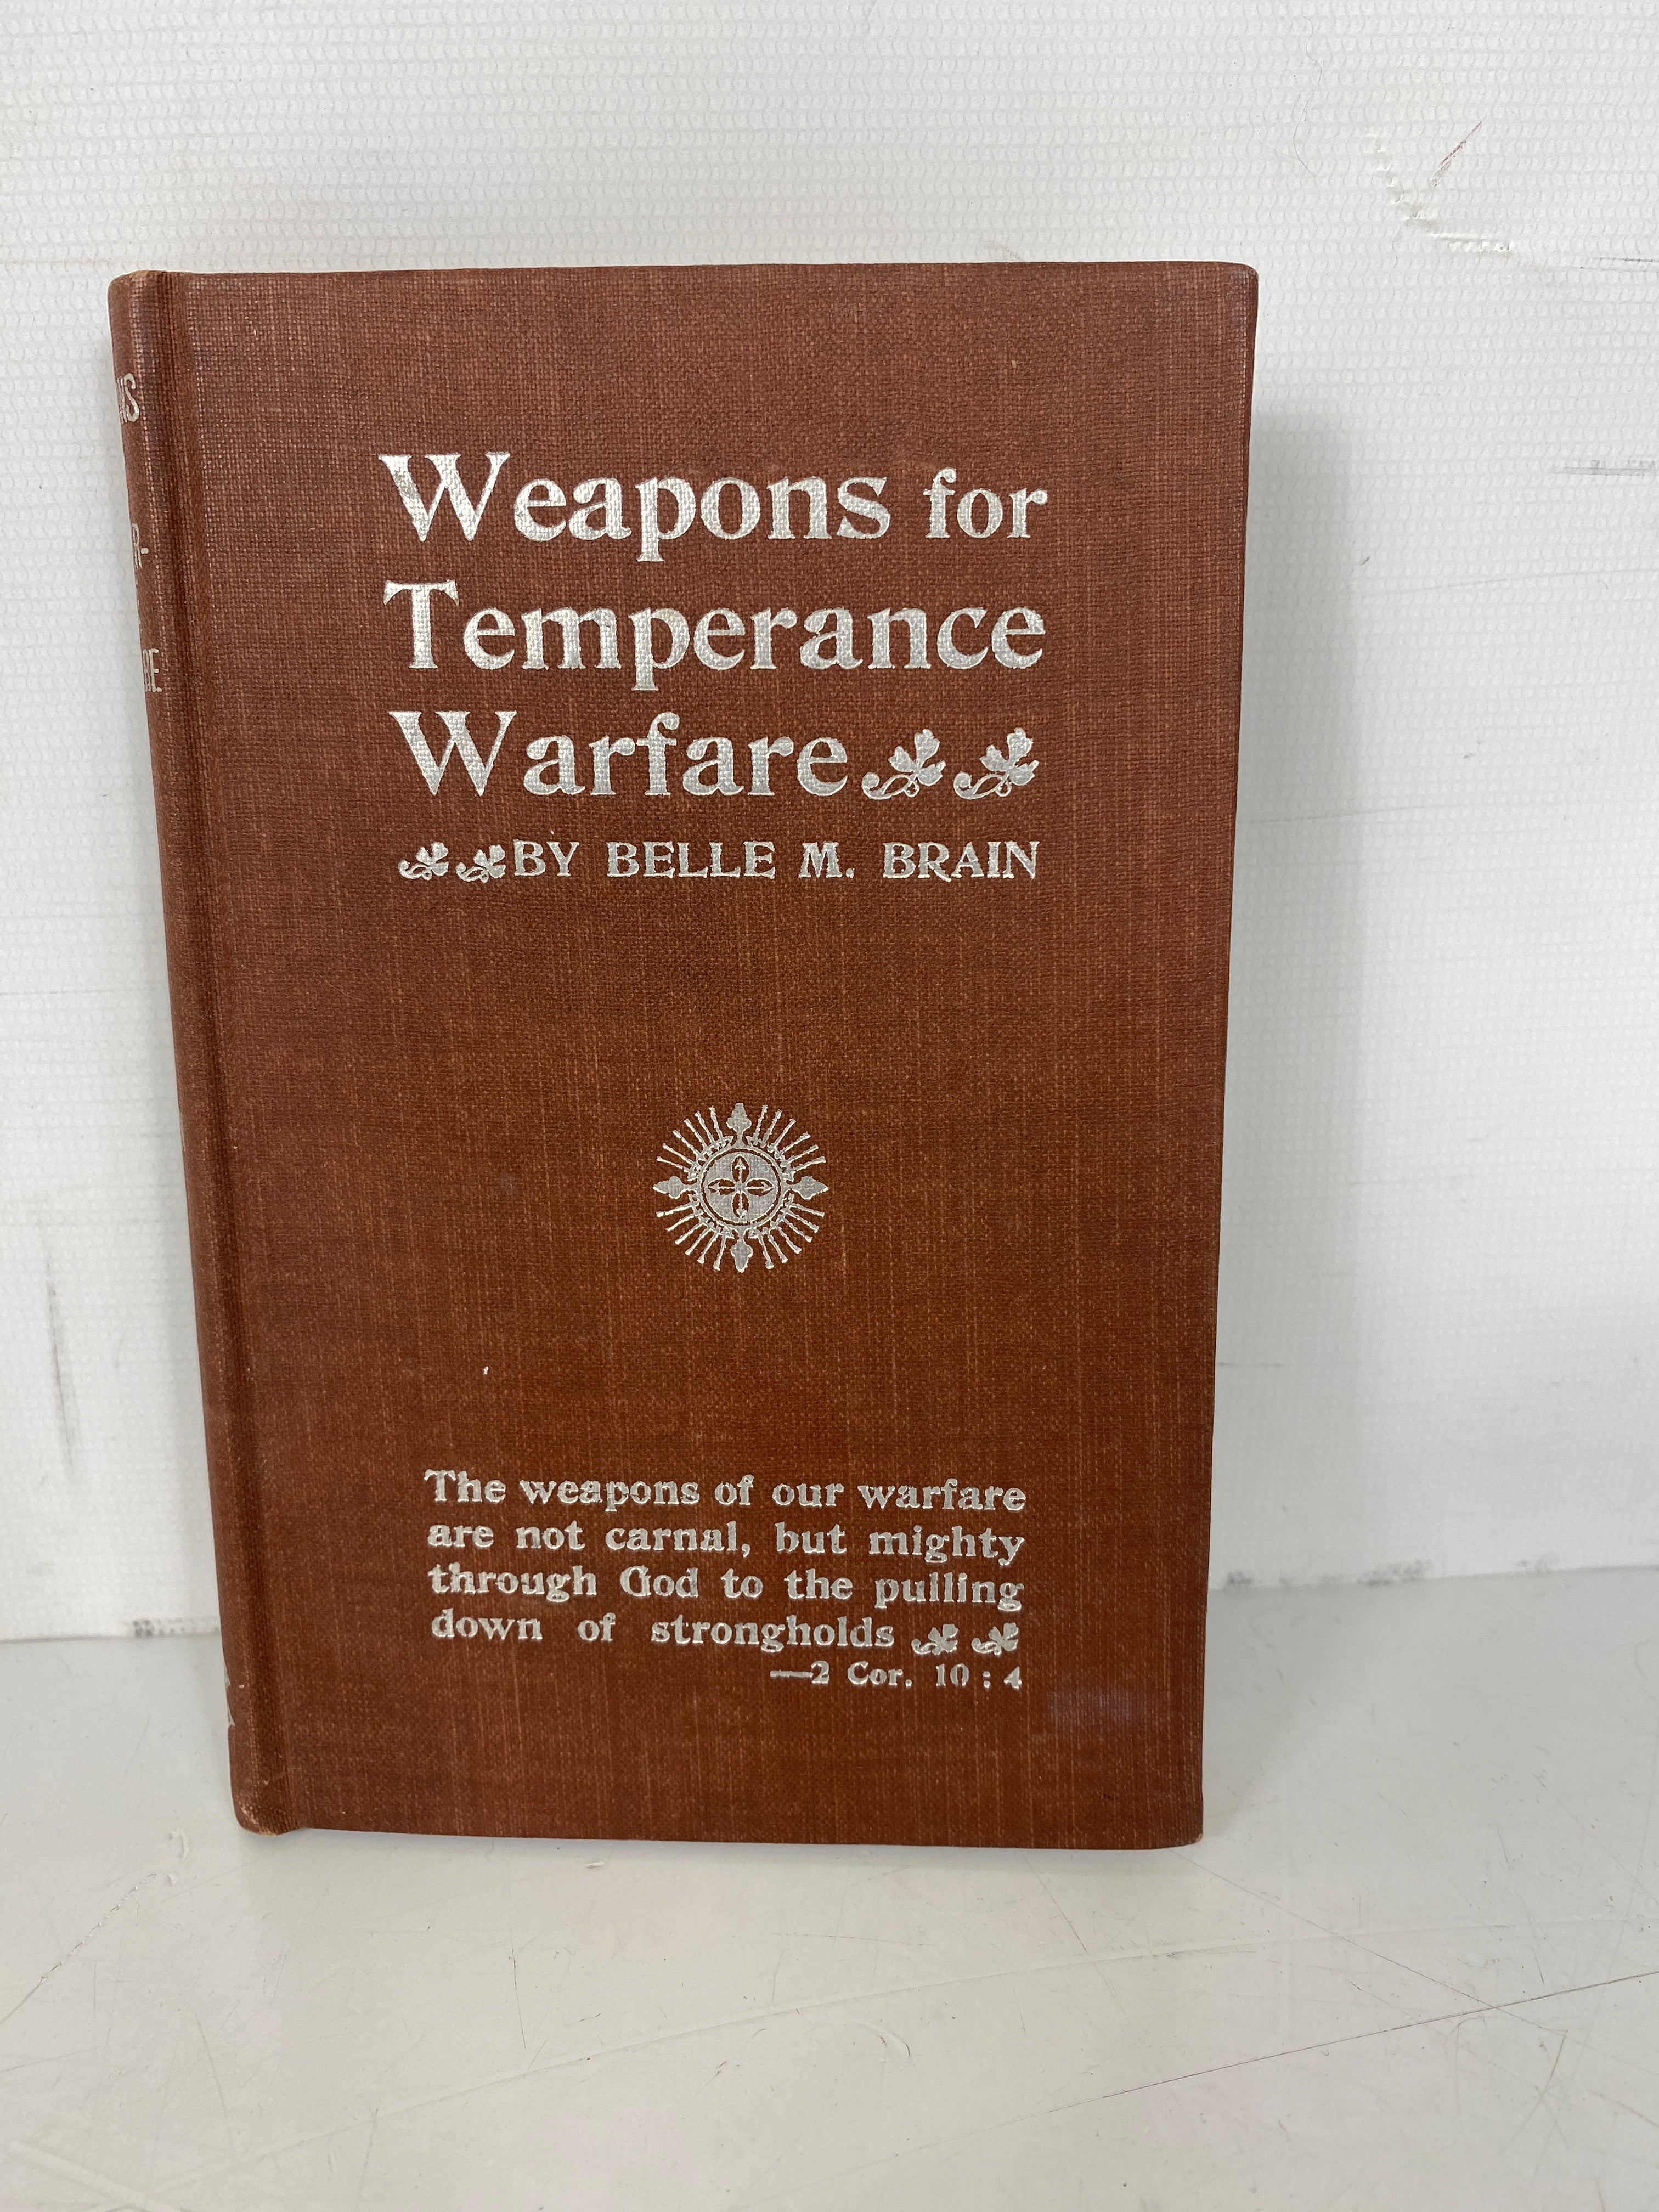 Weapons for
Temperance
Warfare
BY BELLE M. BRAIN
The weapons of our warfare
are not carnal, but mighty
through God to the pulling
down of strongholds
—2 Cor. 10 : 4